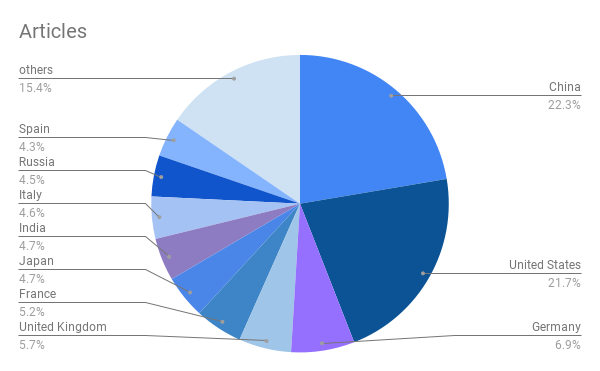 Articles
others
15.4%
Spain
4.3%
Russia
4.5%
Italy
4.6%
India
4.7%
Japan
4.7%
France
5.2%
United Kingdom
5.7%
China
22.3%
United States
21.7%
Germany
6.9%